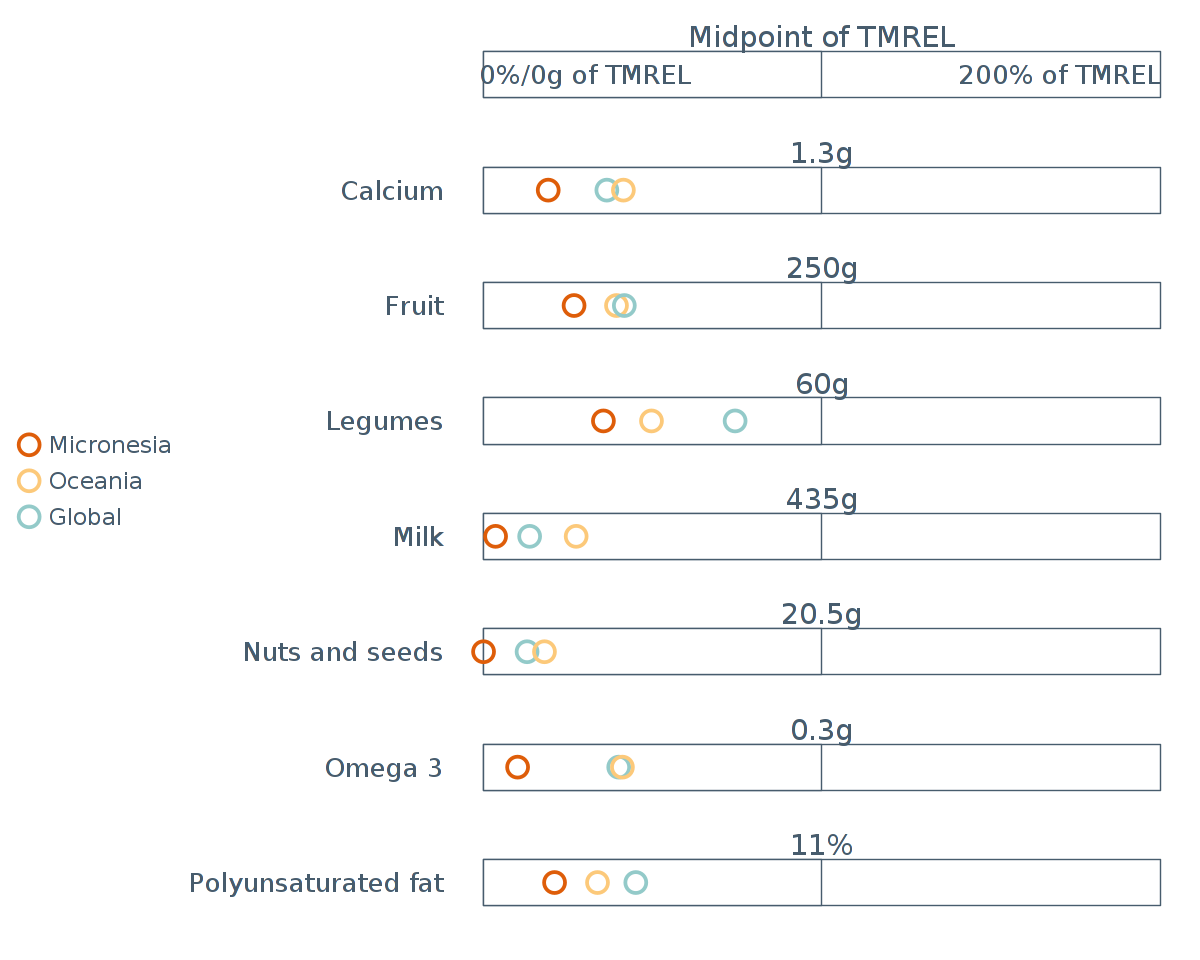 Midpoint of TMREL
0%/0g of TMREL
200% of TMREL
1.3g
Calcium
250g
Fruit
60g
Legumes
Micronesia
Oceania
Global
435g
Milk
20.5g
Nuts and seeds
0.3g
Omega 3
11%
Polyunsaturated fat